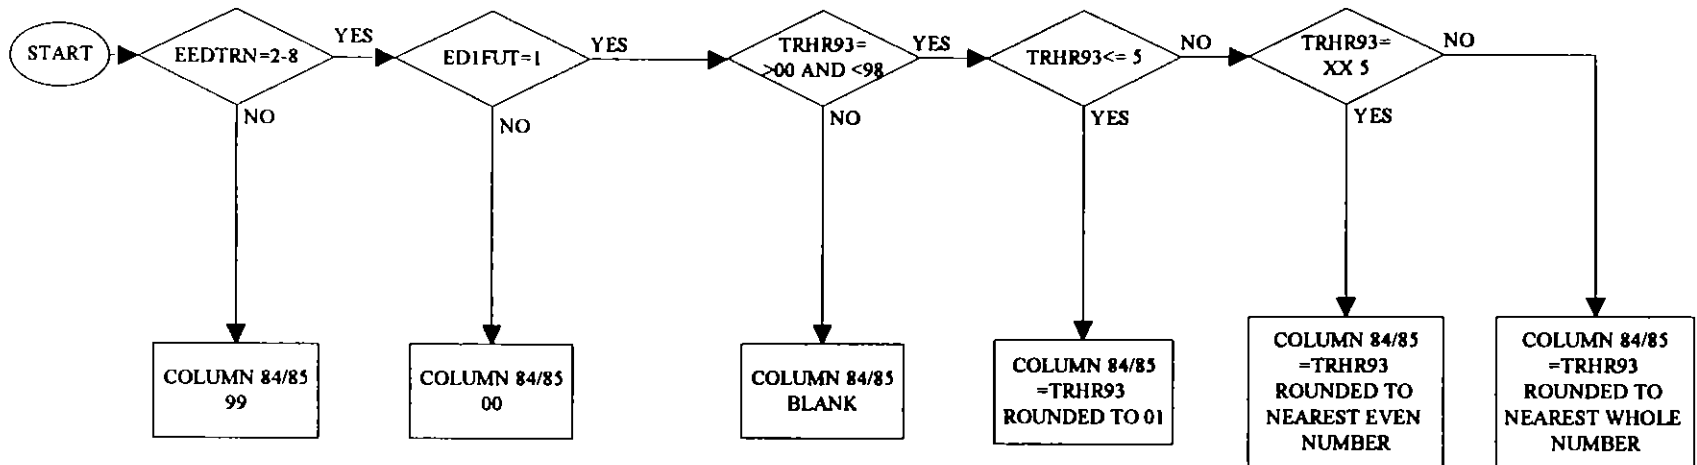 START
EEDTRN=2-8
YES
NO
ED1FUT=1
YES
NO
TRHR93=
>00 AND <98
YES
NO
TRHR93<= 5
NO
YES
TRHR93=
XX 5
NO
YES
COLUMN 84/85
99
COLUMN 84/85
00
COLUMN 84/85
BLANK
COLUMN 84/85
=TRHR93
ROUNDED TO 01
COLUMN 84/85
=TRHR93
ROUNDED TO
NEAREST EVEN
NUMBER
COLUMN 84/85
=TRHR93
ROUNDED TO
NEAREST WHOLE
NUMBER